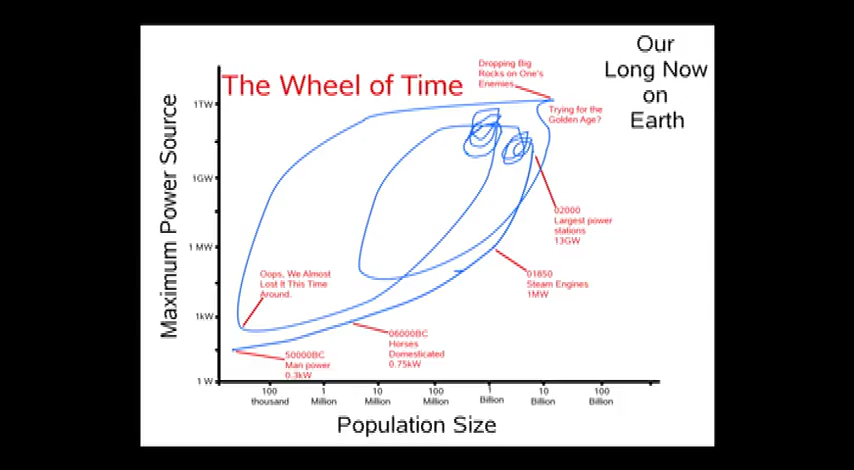 Our
Long Now
on
Earth
The Wheel of Time
Dropping Big
Rocks on One's
Enemies
Trying for the
Golden Age?
Maximum Power Source
1TW
1GW
1 MW
1kW
1 W
02000
Largest power
stations
13GW
01850
Steam Engines
1MW
Oops, We Almost
Lost It This Time
Around.
06000BC
Horses
Domesticated
0.75kW
50000BC
Man power
0.3kW
100
thousand
1
Million
10
Million
100
Million
1
Billion
10
Billion
100
Billion
Population Size